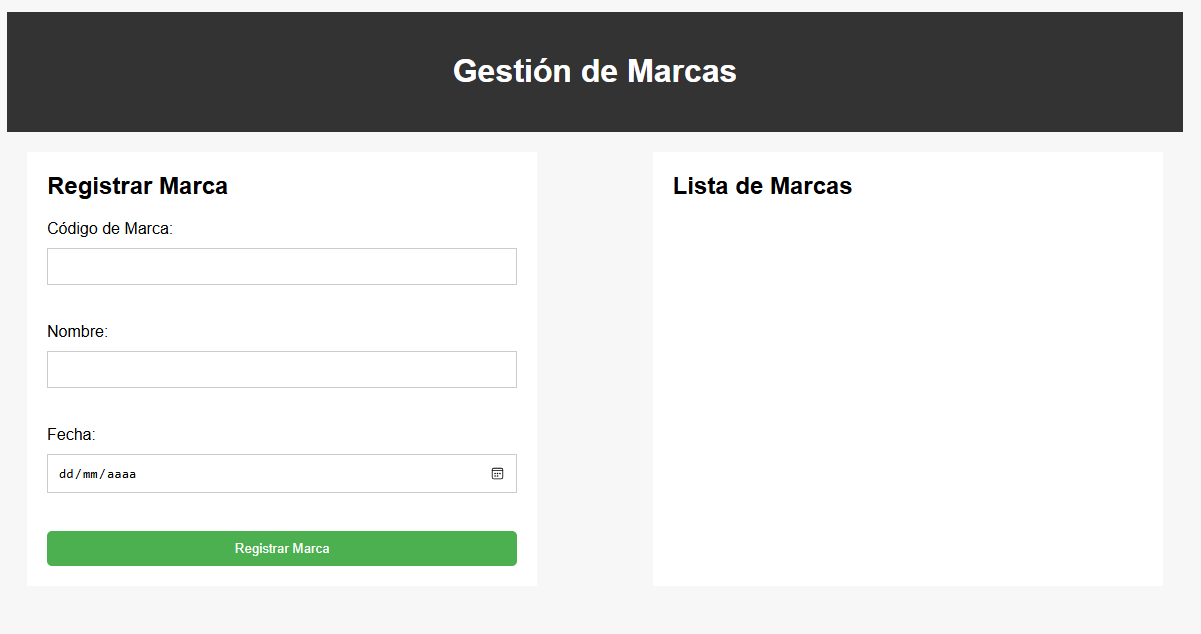 Gestión de Marcas
Registrar Marca
Código de Marca:
Nombre:
Fecha:
dd/mm/aaaa
Registrar Marca
Lista de Marcas